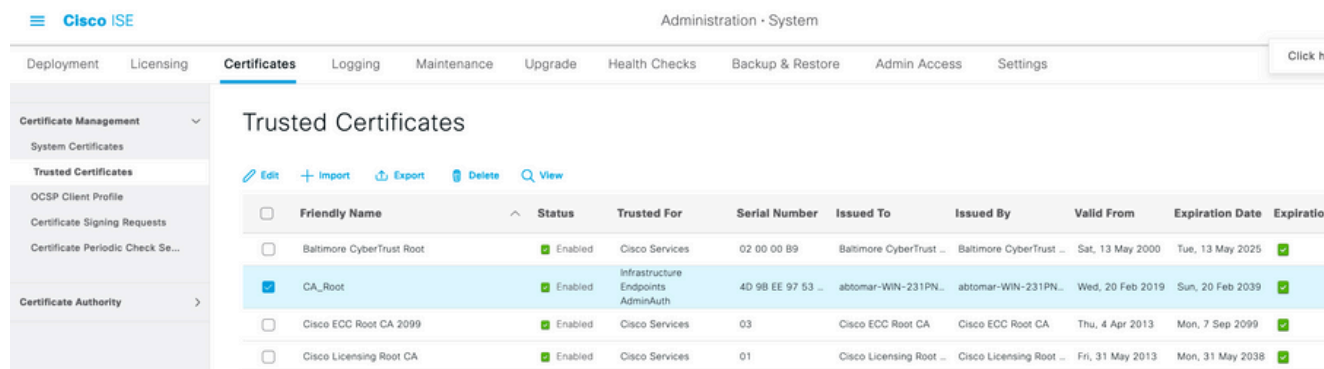 Cisco ISE
Administration · System
Click h
Deployment Licensing Certificates Logging Maintenance Upgrade Health Checks Backup & Restore Admin Access Settings
Certificate Management
System Certificates
Trusted Certificates
OCSP Client Profile
Certificate Signing Requests
Certificate Periodic Check Se...
Certificate Authority
Trusted Certificates
Edit Import Export Delete View
Friendly Name Status Trusted For Serial Number Issued To Issued By Valid From Expiration Date Expiratio
Baltimore CyberTrust Root Enabled Cisco Services 02 00 00 B9 Baltimore CyberTrust ... Baltimore CyberTrust ... Sat, 13 May 2000 Tue, 13 May 2025
CA_Root Enabled Infrastructure Endpoints AdminAuth 4D 9B EE 97 53 ... abtomar-WIN-231PN... abtomar-WIN-231PN... Wed, 20 Feb 2019 Sun, 20 Feb 2039
Cisco ECC Root CA 2099 Enabled Cisco Services 03 Cisco ECC Root CA Cisco ECC Root CA Thu, 4 Apr 2013 Mon, 7 Sep 2099
Cisco Licensing Root CA Enabled Cisco Services 01 Cisco Licensing Root ... Cisco Licensing Root ... Fri, 31 May 2013 Mon, 31 May 2038